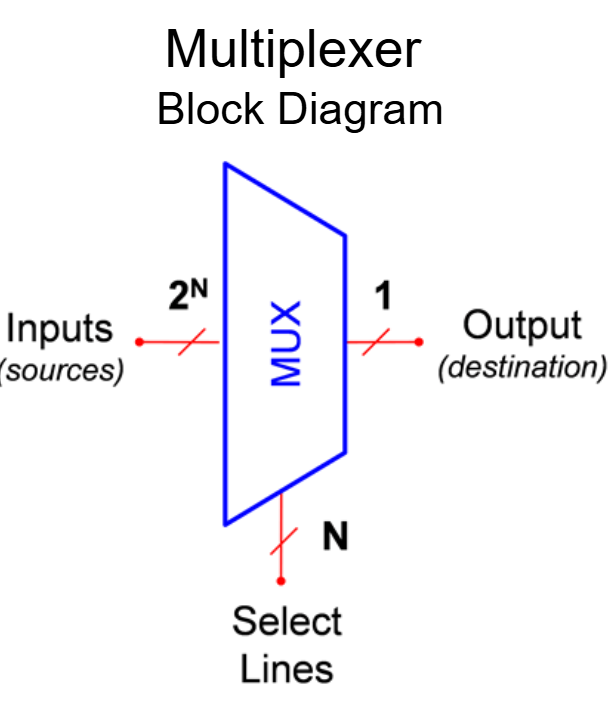 Multiplexer
Block Diagram
2ᴺ
1
Inputs
(sources)
MUX
Output
(destination)
N
Select
Lines